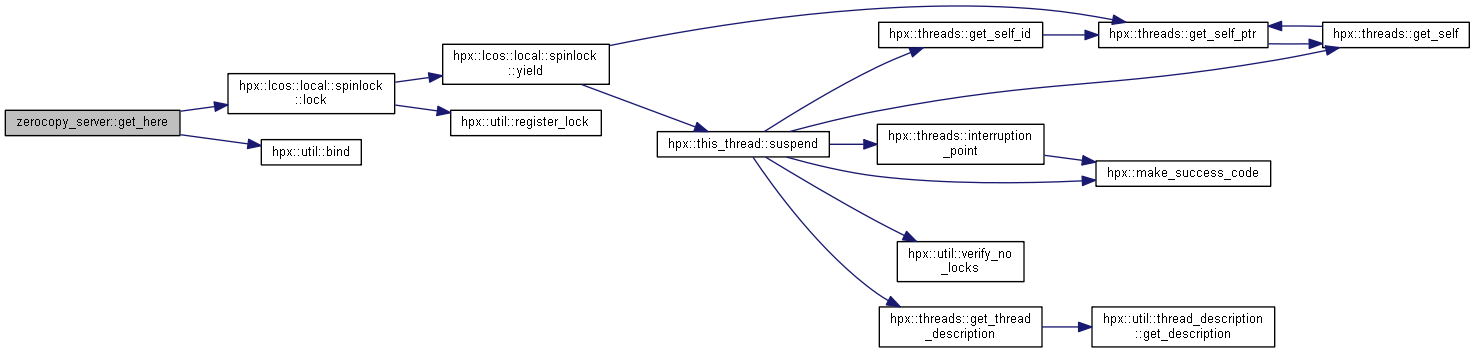 zerocopy_server::get_here
hpx::lcos::local::spinlock
::lock
hpx::util::bind
hpx::lcos::local::spinlock
::yield
hpx::util::register_lock
hpx::this_thread::suspend
hpx::threads::get_self_id
hpx::threads::get_self_ptr
hpx::threads::get_self
hpx::threads::interruption
_point
hpx::make_success_code
hpx::util::verify_no
_locks
hpx::threads::get_thread
_description
hpx::util::thread_description
::get_description